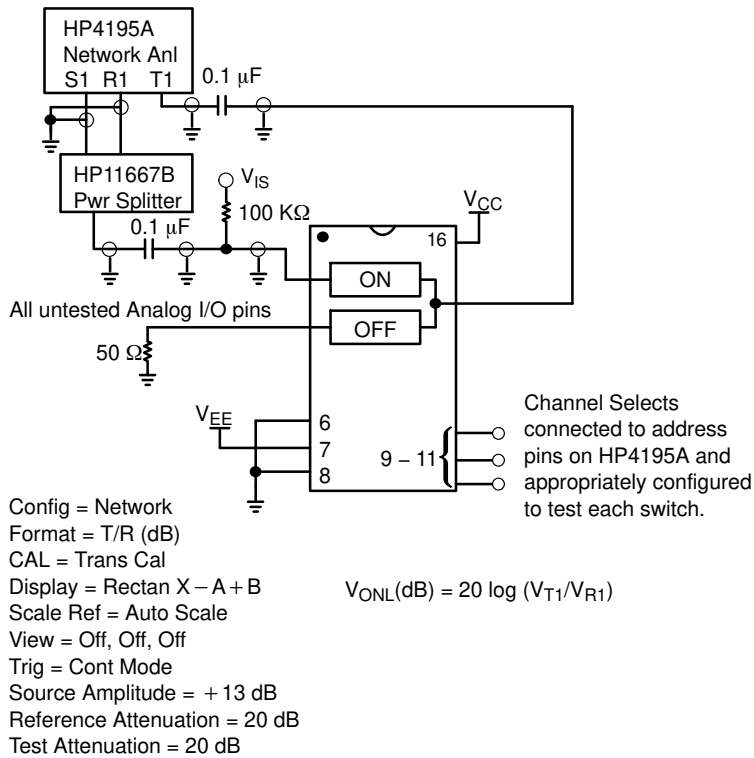 HP4195A
Network Anl
S1 R1 T1
0.1 μF
HP11667B
Pwr Splitter
V_IS
100 KΩ
0.1 μF
V_CC
16
ON
OFF
All untested Analog I/O pins
50 Ω
V_EE
6
7
8
9 – 11
Channel Selects
connected to address
pins on HP4195A and
appropriately configured
to test each switch.
Config = Network
Format = T/R (dB)
CAL = Trans Cal
Display = Rectan X – A + B
Scale Ref = Auto Scale
View = Off, Off, Off
Trig = Cont Mode
Source Amplitude = + 13 dB
Reference Attenuation = 20 dB
Test Attenuation = 20 dB
V_ONL(dB) = 20 log (V_T1/V_R1)